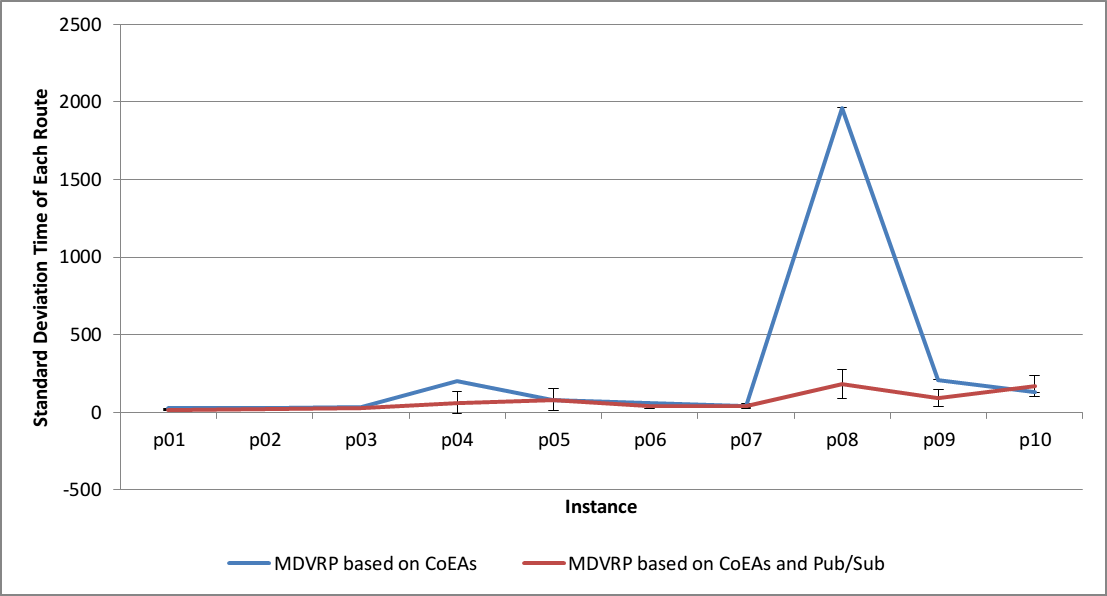 Standard Deviation Time of Each Route
2500
2000
1500
1000
500
0
-500
p01 p02 p03 p04 p05 p06 p07 p08 p09 p10
Instance
MDVRP based on CoEAs MDVRP based on CoEAs and Pub/Sub